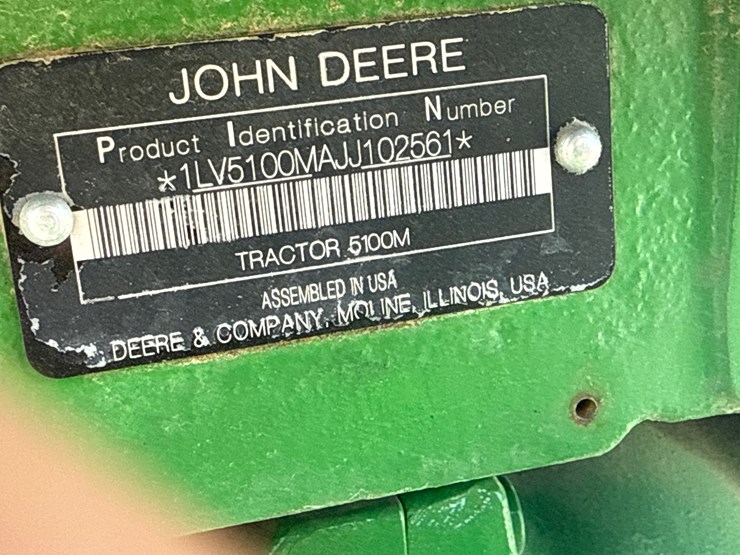 JOHN DEERE
Product Identification Number
*1LV5100MAJJ102561*
TRACTOR 5100M
ASSEMBLED IN USA
DEERE & COMPANY, MOLINE, ILLINOIS, USA